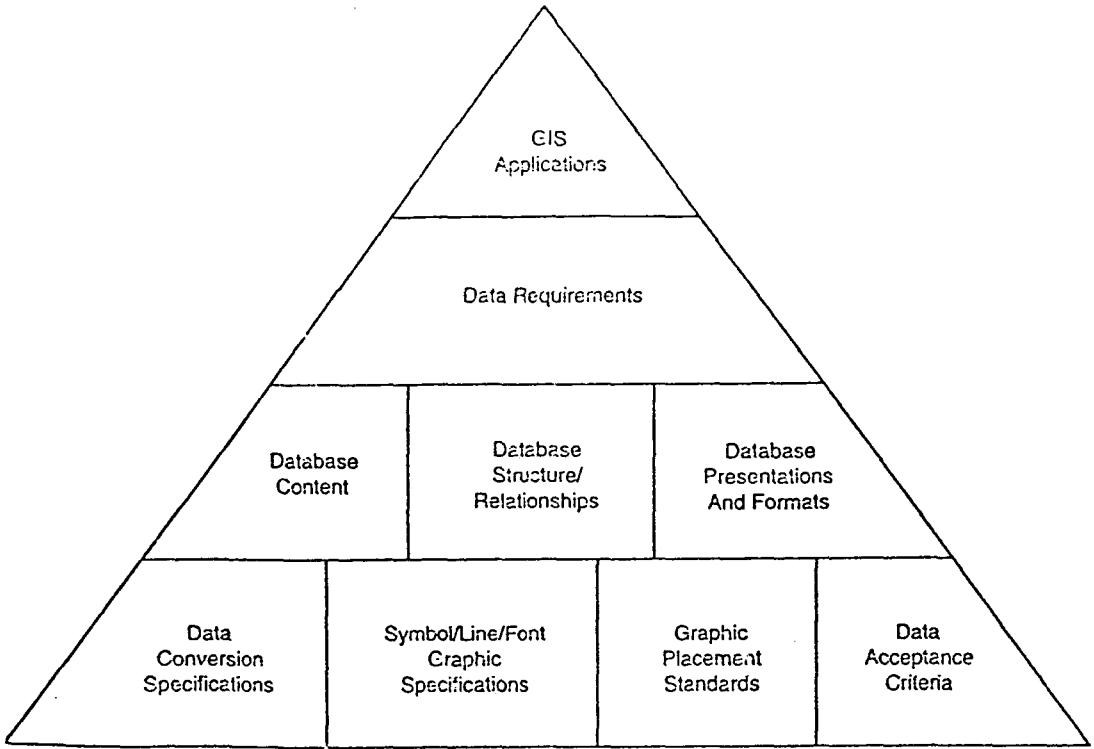 GIS
Applications
Data Requirements
Database
Content
Database
Structure/
Relationships
Database
Presentations
And Formats
Data
Conversion
Specifications
Symbol/Line/Font
Graphic
Specifications
Graphic
Placement
Standards
Data
Acceptance
Criteria